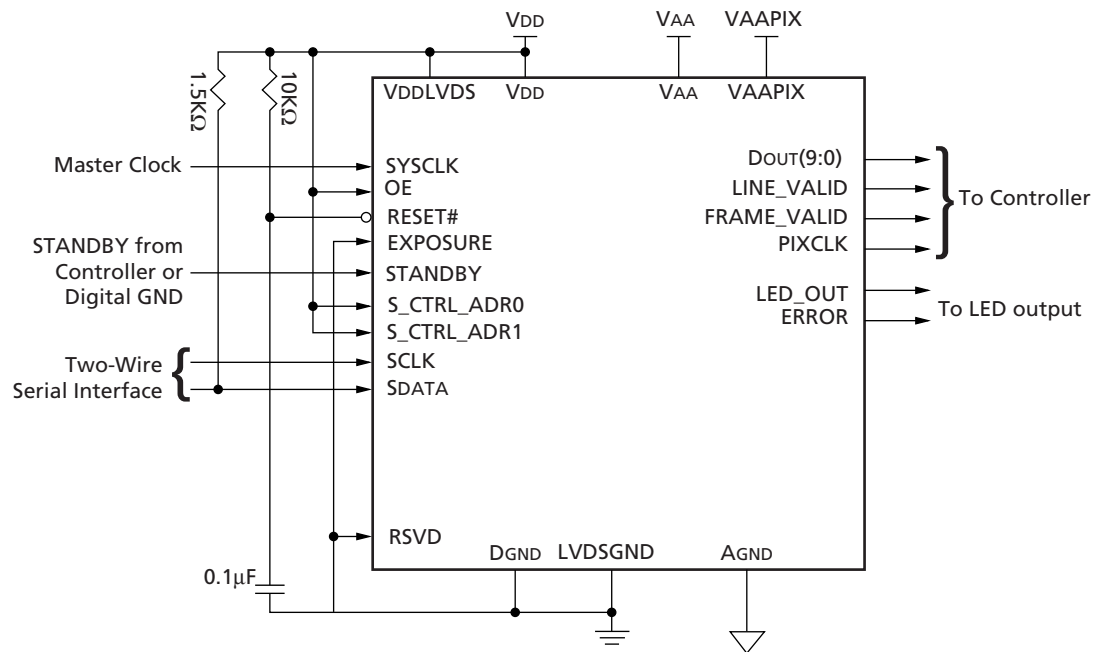 VDD
VAA
VAAPIX
1.5KΩ
10KΩ
VDDLVDS
VDD
VAA
VAAPIX
Master Clock
SYSCLK
OE
RESET#
EXPOSURE
STANDBY from
Controller or
Digital GND
STANDBY
S_CTRL_ADR0
S_CTRL_ADR1
Two-Wire
Serial Interface
SCLK
SDATA
RSVD
DOUT(9:0)
LINE_VALID
FRAME_VALID
PIXCLK
To Controller
LED_OUT
ERROR
To LED output
DGND
LVDSGND
AGND
0.1μF